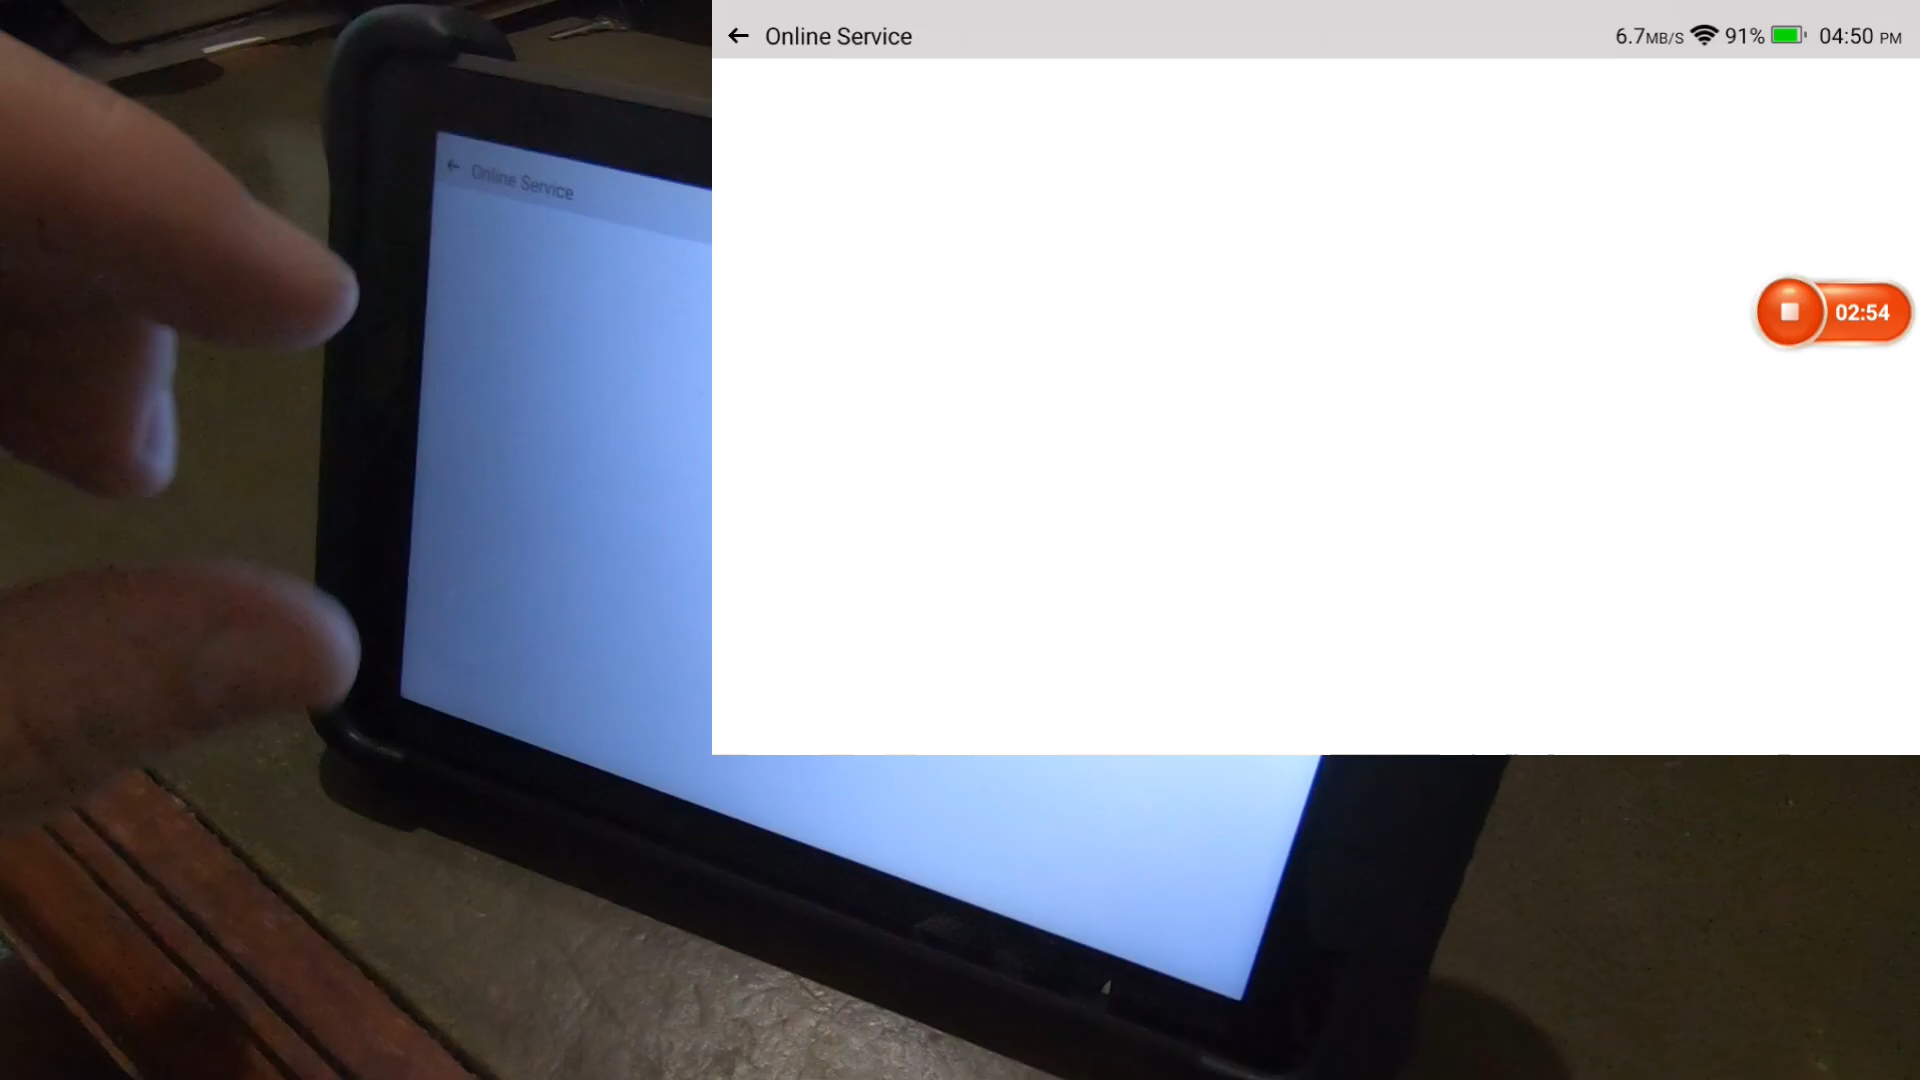 ← Online Service
6.7MB/S 91% 04:50 PM
02:54
← Online Service